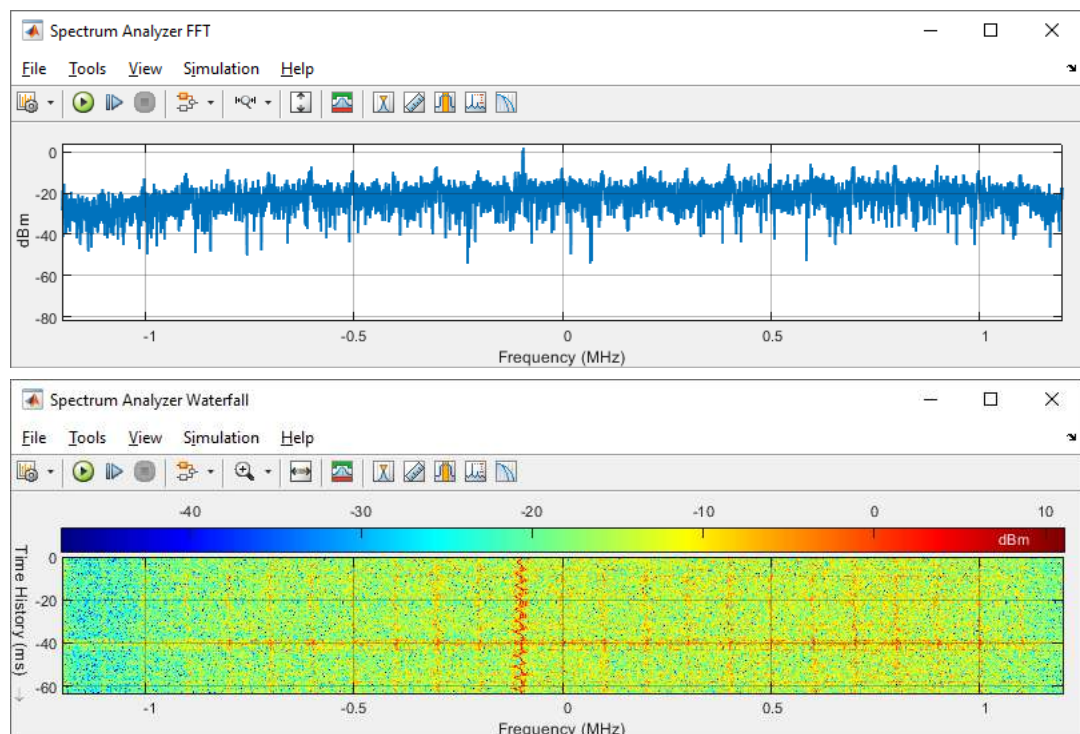 Spectrum Analyzer FFT
File Tools View Simulation Help
0
-20
-40
-60
-80
dBm
-1 -0.5 0 0.5 1
Frequency (MHz)
Spectrum Analyzer Waterfall
File Tools View Simulation Help
-40 -30 -20 -10 0 10
dBm
0
-20
-40
-60
Time History (ms)
-1 -0.5 0 0.5 1
Frequency (MHz)